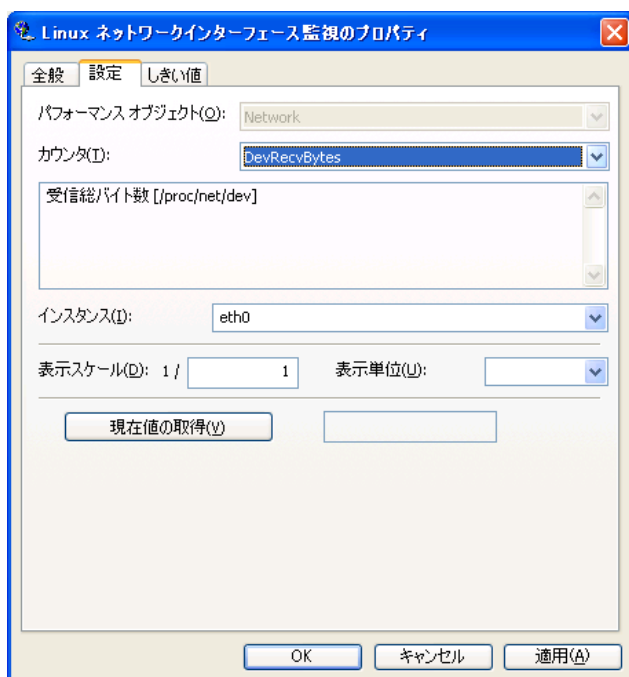 Linux ネットワークインターフェース監視のプロパティ
全般 設定 しきい値
パフォーマンス オブジェクト(O): Network
カウンタ(T): DevRecvBytes
受信総バイト数 [/proc/net/dev]
インスタンス(I): eth0
表示スケール(D): 1 / 1 表示単位(U):
現在値の取得(V)
OK キャンセル 適用(A)